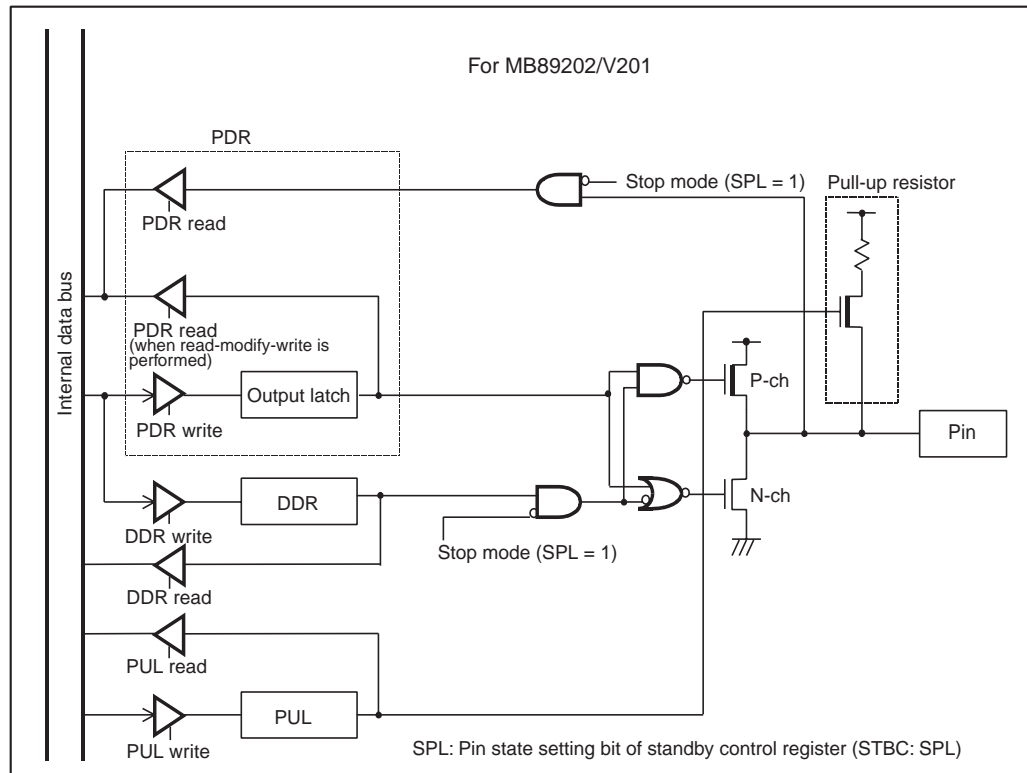 For MB89202/V201
PDR
Stop mode (SPL = 1)
Pull-up resistor
PDR read
Internal data bus
PDR read
(when read-modify-write is
performed)
P-ch
Output latch
PDR write
Pin
DDR
N-ch
DDR write
Stop mode (SPL = 1)
DDR read
PUL read
PUL
PUL write
SPL: Pin state setting bit of standby control register (STBC: SPL)